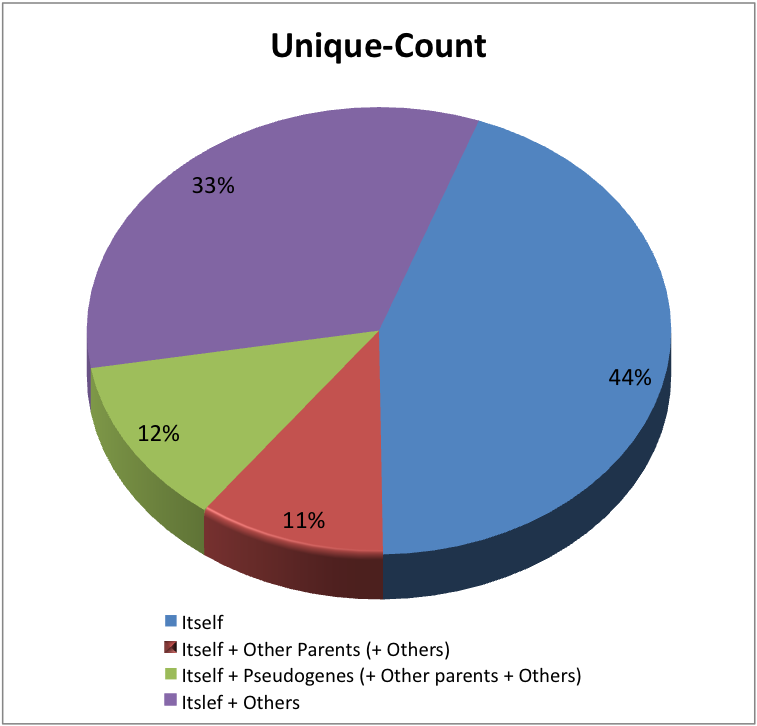 Unique-Count
33%
44%
12%
11%
Itself
Itself + Other Parents (+ Others)
Itself + Pseudogenes (+ Other parents + Others)
Itslef + Others